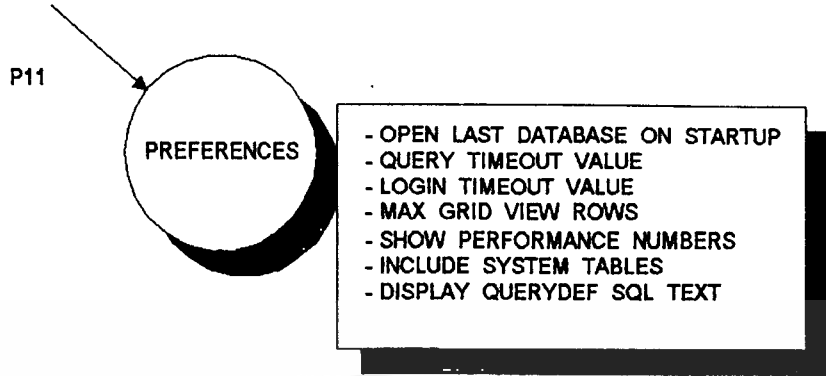 P11
PREFERENCES
- OPEN LAST DATABASE ON STARTUP
- QUERY TIMEOUT VALUE
- LOGIN TIMEOUT VALUE
- MAX GRID VIEW ROWS
- SHOW PERFORMANCE NUMBERS
- INCLUDE SYSTEM TABLES
- DISPLAY QUERYDEF SQL TEXT